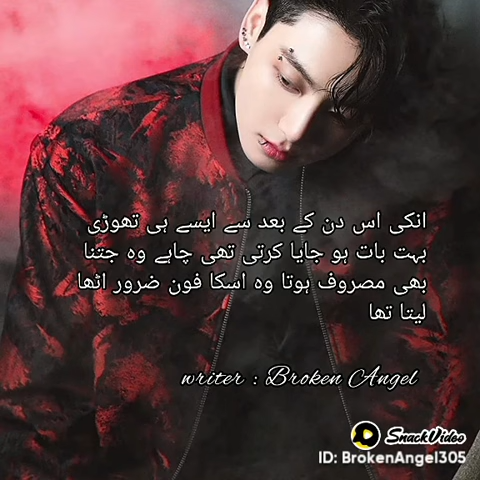 انکی اس دن کے بعد سے ایسے ہی تھوڑی
بہت بات ہو جایا کرتی تھی چاہے وہ جتنا
بھی مصروف ہوتا وہ اسکا فون ضرور اٹھا
لیتا تھا
writer : Broken Angel
SnackVideo
ID: BrokenAngel305